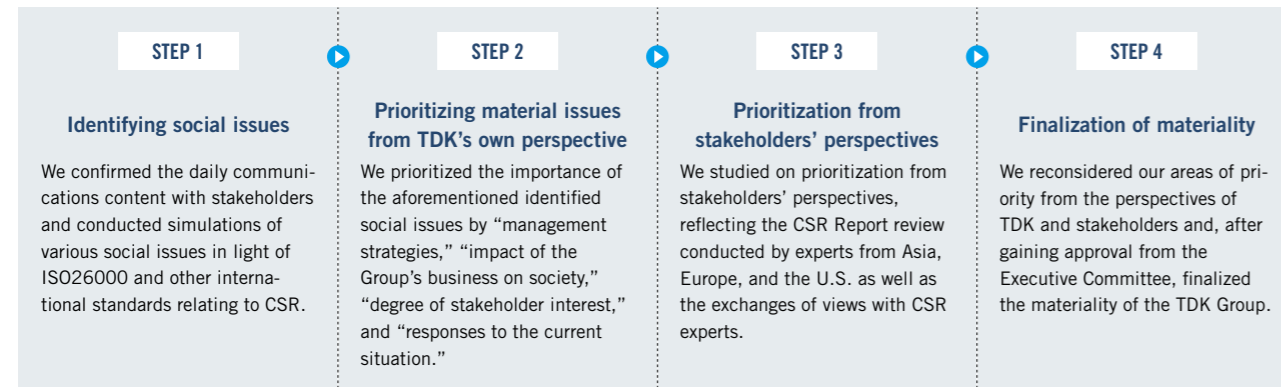 STEP 1
Identifying social issues
We confirmed the daily communi-
cations content with stakeholders
and conducted simulations of
various social issues in light of
ISO26000 and other interna-
tional standards relating to CSR.
STEP 2
Prioritizing material issues
from TDK's own perspective
We prioritized the importance of
the aforementioned identified
social issues by “management
strategies,” “impact of the
Group's business on society,”
“degree of stakeholder interest,”
and “responses to the current
situation.”
STEP 3
Prioritization from
stakeholders' perspectives
We studied on prioritization from
stakeholders' perspectives,
reflecting the CSR Report review
conducted by experts from Asia,
Europe, and the U.S. as well as
the exchanges of views with CSR
experts.
STEP 4
Finalization of materiality
We reconsidered our areas of pri-
ority from the perspectives of
TDK and stakeholders and, after
gaining approval from the
Executive Committee, finalized
the materiality of the TDK Group.